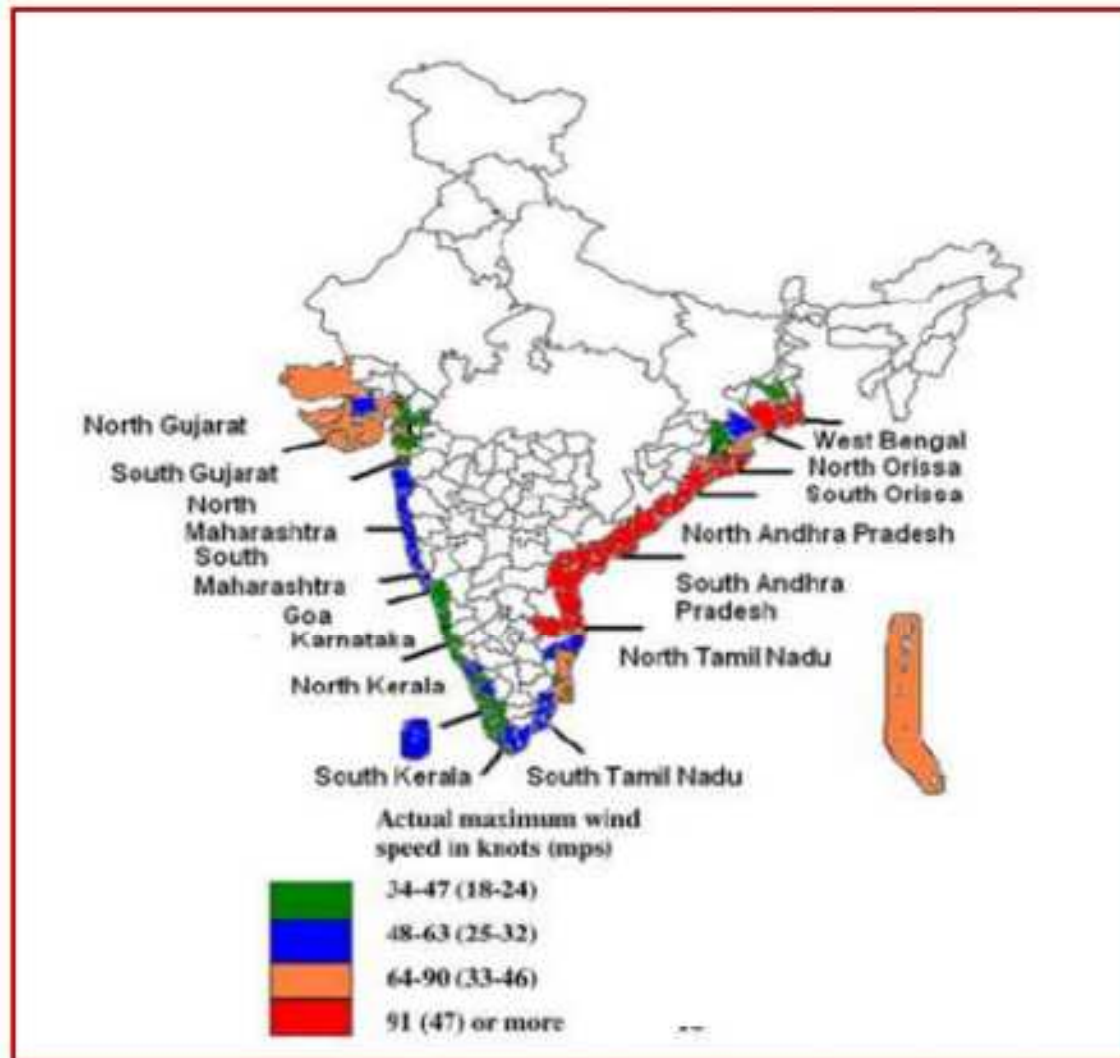 North Gujarat
South Gujarat
North
Maharashtra
South
Maharashtra
Goa
Karnataka
North Kerala
South Kerala
South Tamil Nadu
West Bengal
North Orissa
South Orissa
North Andhra Pradesh
South Andhra
Pradesh
North Tamil Nadu
Actual maximum wind
speed in knots (mps)
34-47 (18-24)
48-63 (25-32)
64-90 (33-46)
91 (47) or more